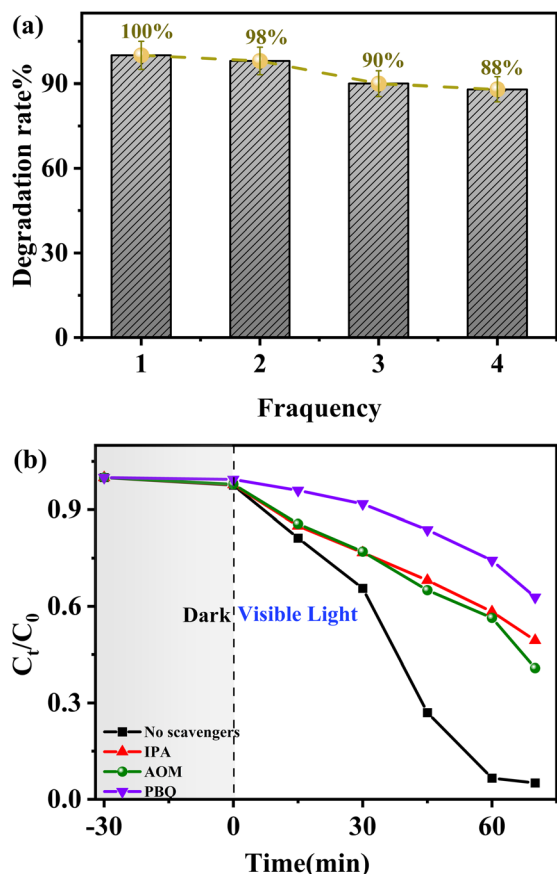 (a)
Degradation rate%
90
60
30
0
100%
98%
90%
88%
1 2 3 4
Fraquency
(b)
Ct/C0
0.9
0.6
0.3
0.0
Dark Visible Light
No scavengers
IPA
AOM
PBQ
-30 0 30 60
Time(min)